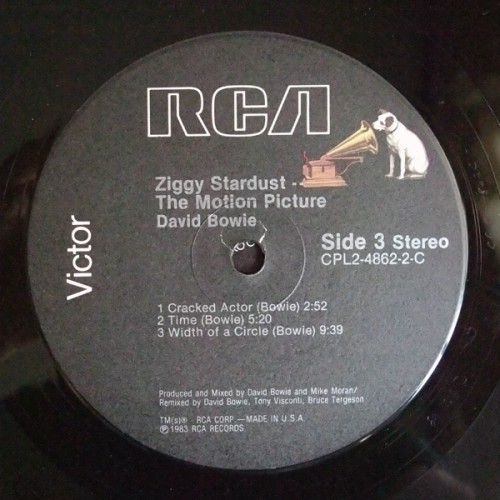 RCA
Ziggy Stardust --
The Motion Picture
David Bowie
Side 3 Stereo
CPL2-4862-2-C
Victor
1 Cracked Actor (Bowie) 2:52
2 Time (Bowie) 5:20
3 Width of a Circle (Bowie) 9:39
Produced and Mixed by David Bowie and Mike Moran/
Remixed by David Bowie, Tony Visconti, Bruce Tergeson
TM(s)® RCA CORP.—MADE IN U.S.A.
©1983 RCA RECORDS